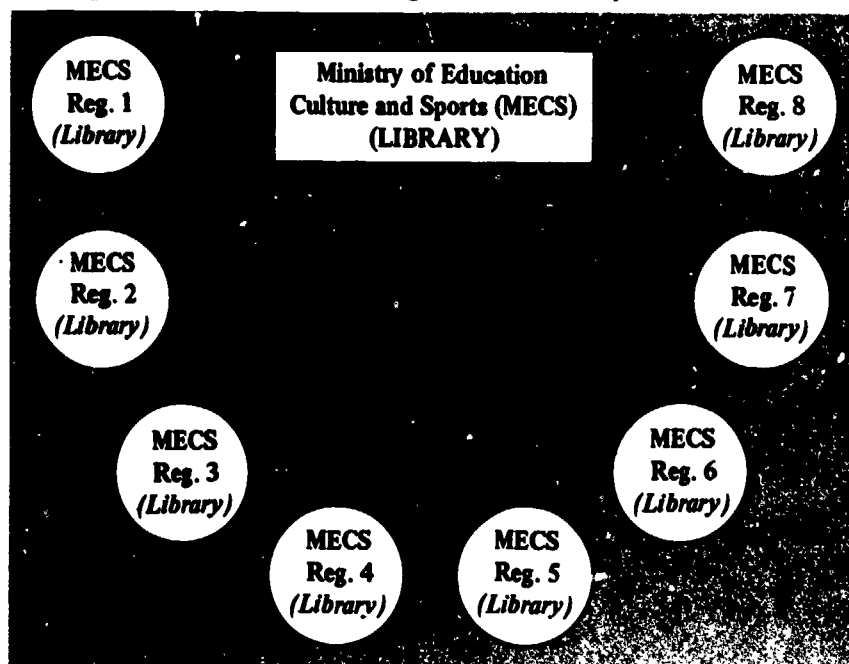 MECS
Reg. 1
(Library)
Ministry of Education
Culture and Sports (MECS)
(LIBRARY)
MECS
Reg. 8
(Library)
MECS
Reg. 2
(Library)
MECS
Reg. 7
(Library)
MECS
Reg. 3
(Library)
MECS
Reg. 6
(Library)
MECS
Reg. 4
(Library)
MECS
Reg. 5
(Library)